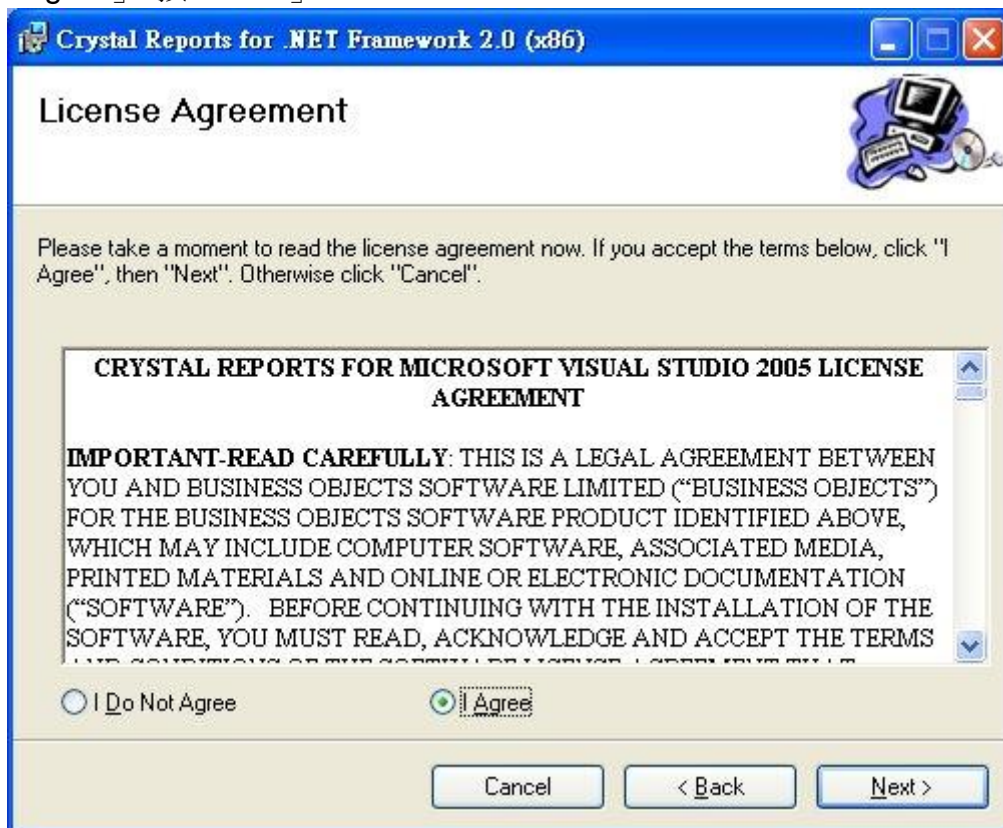 Crystal Reports for .NET Framework 2.0 (x86)
License Agreement
Please take a moment to read the license agreement now. If you accept the terms below, click "I
Agree", then "Next". Otherwise click "Cancel".
CRYSTAL REPORTS FOR MICROSOFT VISUAL STUDIO 2005 LICENSE
AGREEMENT
IMPORTANT-READ CAREFULLY: THIS IS A LEGAL AGREEMENT BETWEEN
YOU AND BUSINESS OBJECTS SOFTWARE LIMITED (“BUSINESS OBJECTS”)
FOR THE BUSINESS OBJECTS SOFTWARE PRODUCT IDENTIFIED ABOVE,
WHICH MAY INCLUDE COMPUTER SOFTWARE, ASSOCIATED MEDIA,
PRINTED MATERIALS AND ONLINE OR ELECTRONIC DOCUMENTATION
(“SOFTWARE”).   BEFORE CONTINUING WITH THE INSTALLATION OF THE
SOFTWARE, YOU MUST READ, ACKNOWLEDGE AND ACCEPT THE TERMS
I Do Not Agree
I Agree
Cancel
< Back
Next >